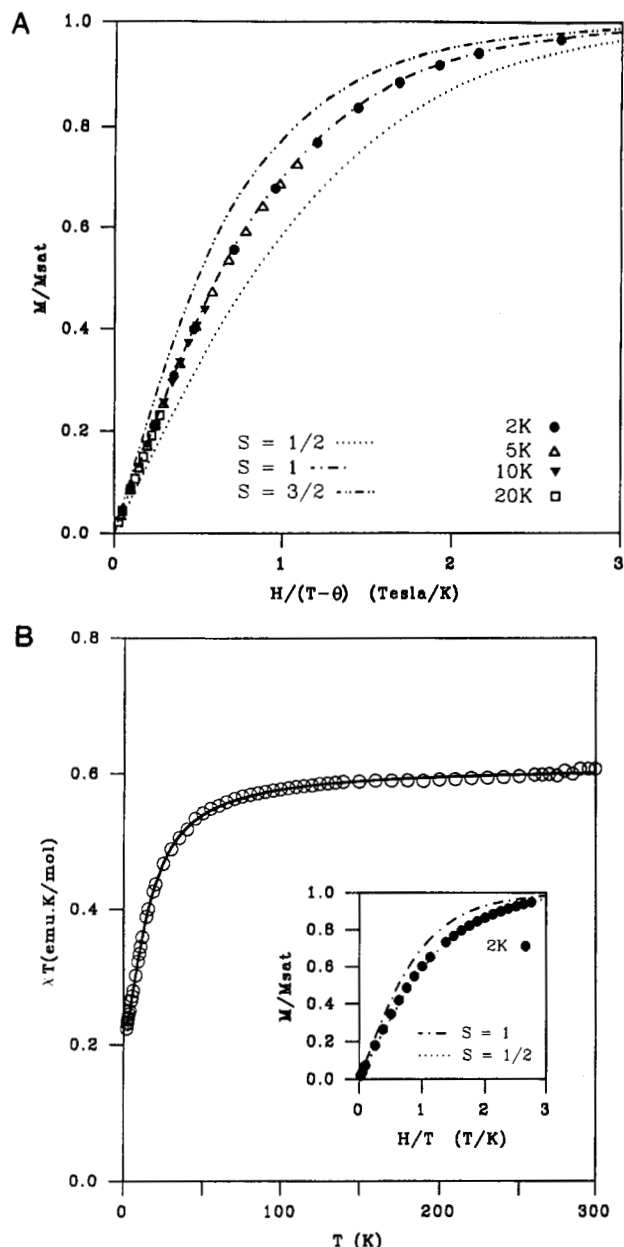 A
1.0
0.8
0.6
0.4
0.2
0.0
M/Msat
S = 1/2
S = 1
S = 3/2
2K
5K
10K
20K
0 1 2 3
H/(T-θ) (Tesla/K)
B
0.8
0.6
0.4
0.2
0.0
χT(emu.K/mol)
1.0
0.8
0.6
0.4
0.2
0.0
M/Msat
2K
S = 1
S = 1/2
0 1 2 3
H/T (T/K)
0 100 200 300
T (K)